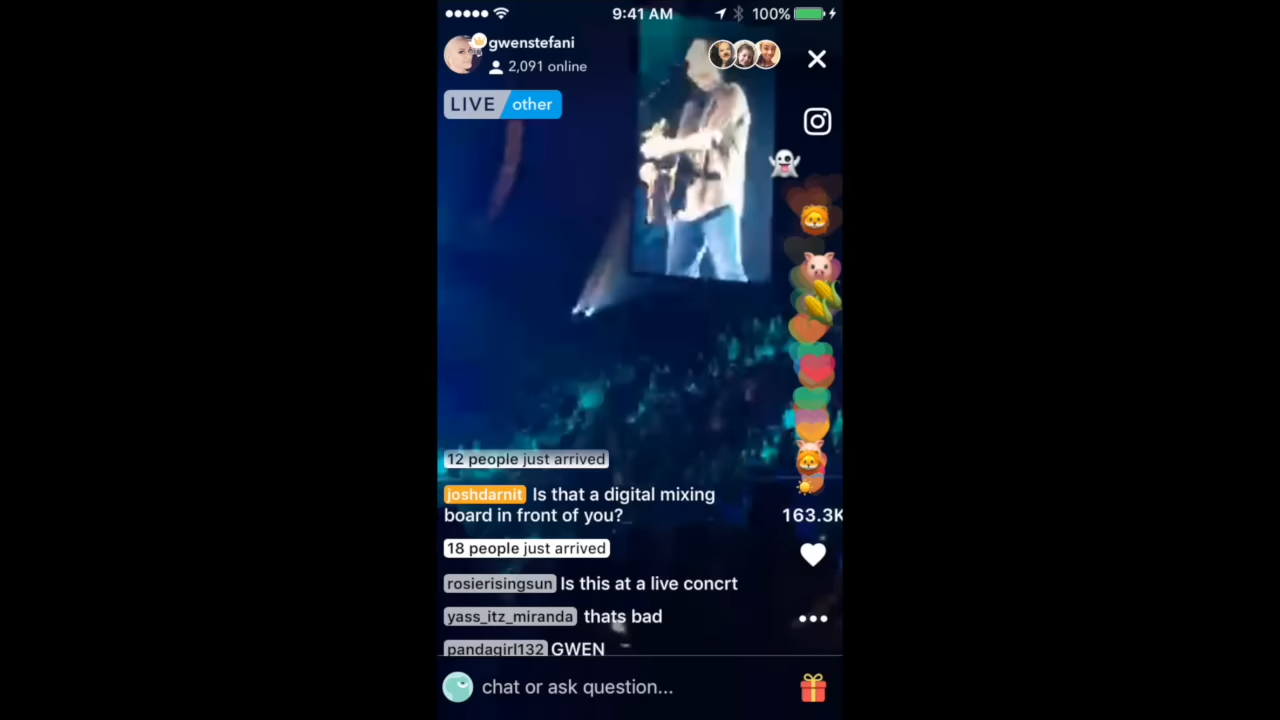 9:41 AM
100%
gwenstefani
2,091 online
LIVE other
12 people just arrived
joshdarnit Is that a digital mixing
board in front of you?
163.3K
18 people just arrived
rosierisingsun Is this at a live concrt
yass_itz_miranda thats bad
pandagirl132 GWEN
chat or ask question...